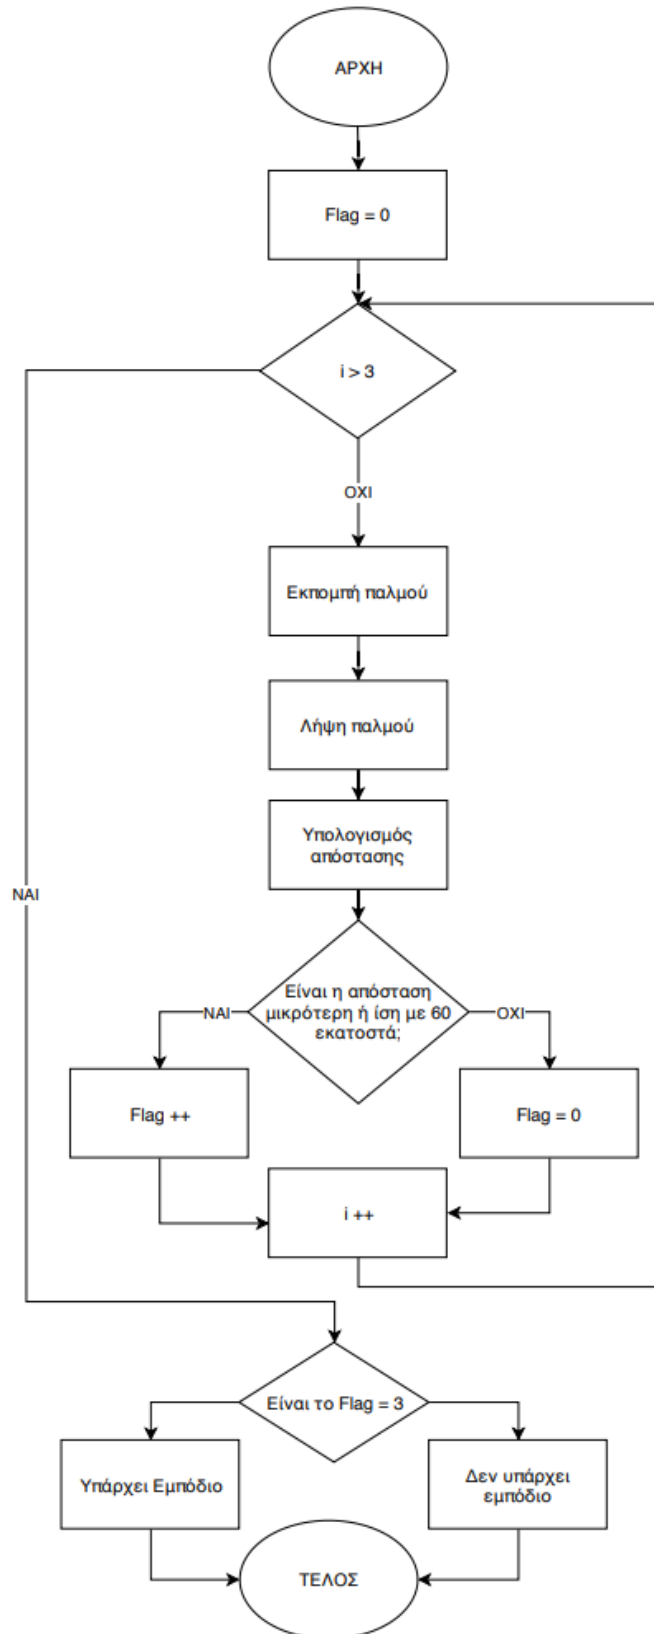 ΑΡΧΗ
Flag = 0
i > 3
ΟΧΙ
Εκπομπή παλμού
Λήψη παλμού
Υπολογισμός
απόστασης
ΝΑΙ
Είναι η απόσταση
μικρότερη ή ίση με 60
εκατοστά;
ΝΑΙ
ΟΧΙ
Flag ++
Flag = 0
i ++
Είναι το Flag = 3
Υπάρχει Εμπόδιο
Δεν υπάρχει
εμπόδιο
ΤΕΛΟΣ